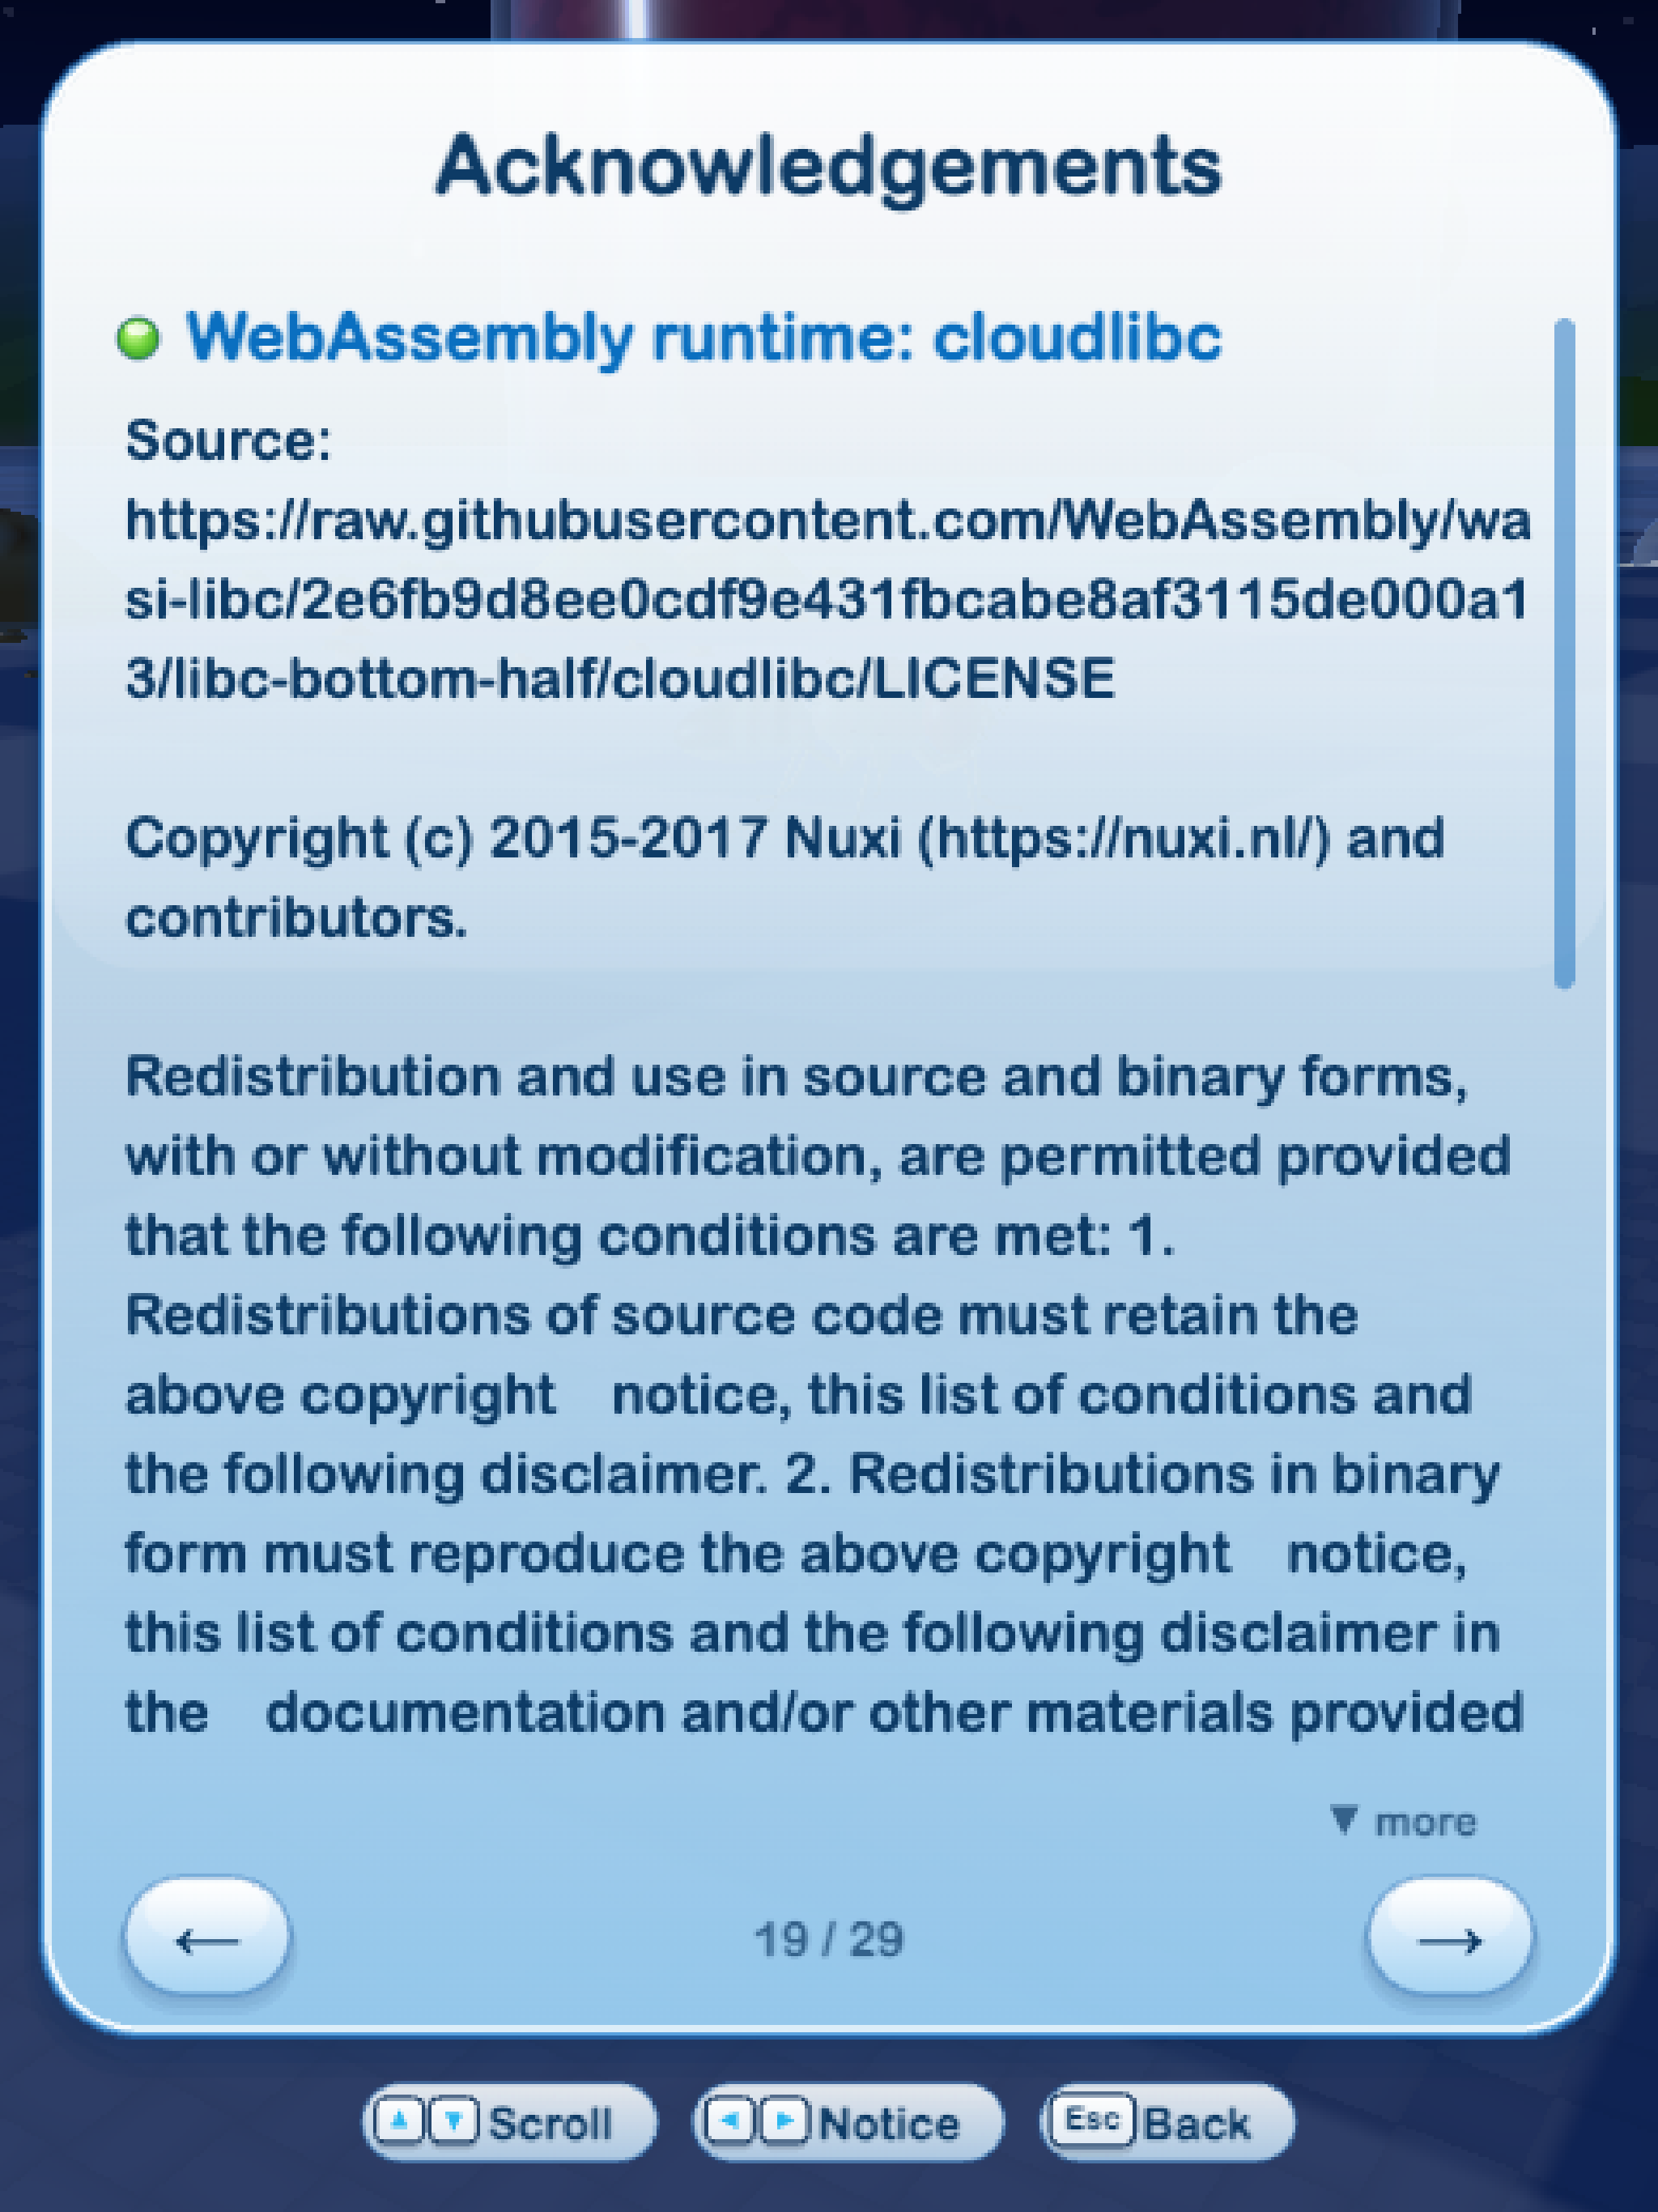 Acknowledgements
WebAssembly runtime: cloudlibc
Source:
https://raw.githubusercontent.com/WebAssembly/wa
si-libc/2e6fb9d8ee0cdf9e431fbcabe8af3115de000a1
3/libc-bottom-half/cloudlibc/LICENSE
Copyright (c) 2015-2017 Nuxi (https://nuxi.nl/) and
contributors.
Redistribution and use in source and binary forms,
with or without modification, are permitted provided
that the following conditions are met: 1.
Redistributions of source code must retain the
above copyright    notice, this list of conditions and
the following disclaimer. 2. Redistributions in binary
form must reproduce the above copyright    notice,
this list of conditions and the following disclaimer in
the    documentation and/or other materials provided
▼ more
← 19 / 29 →
▲ ▼ Scroll ◄ ► Notice Esc Back